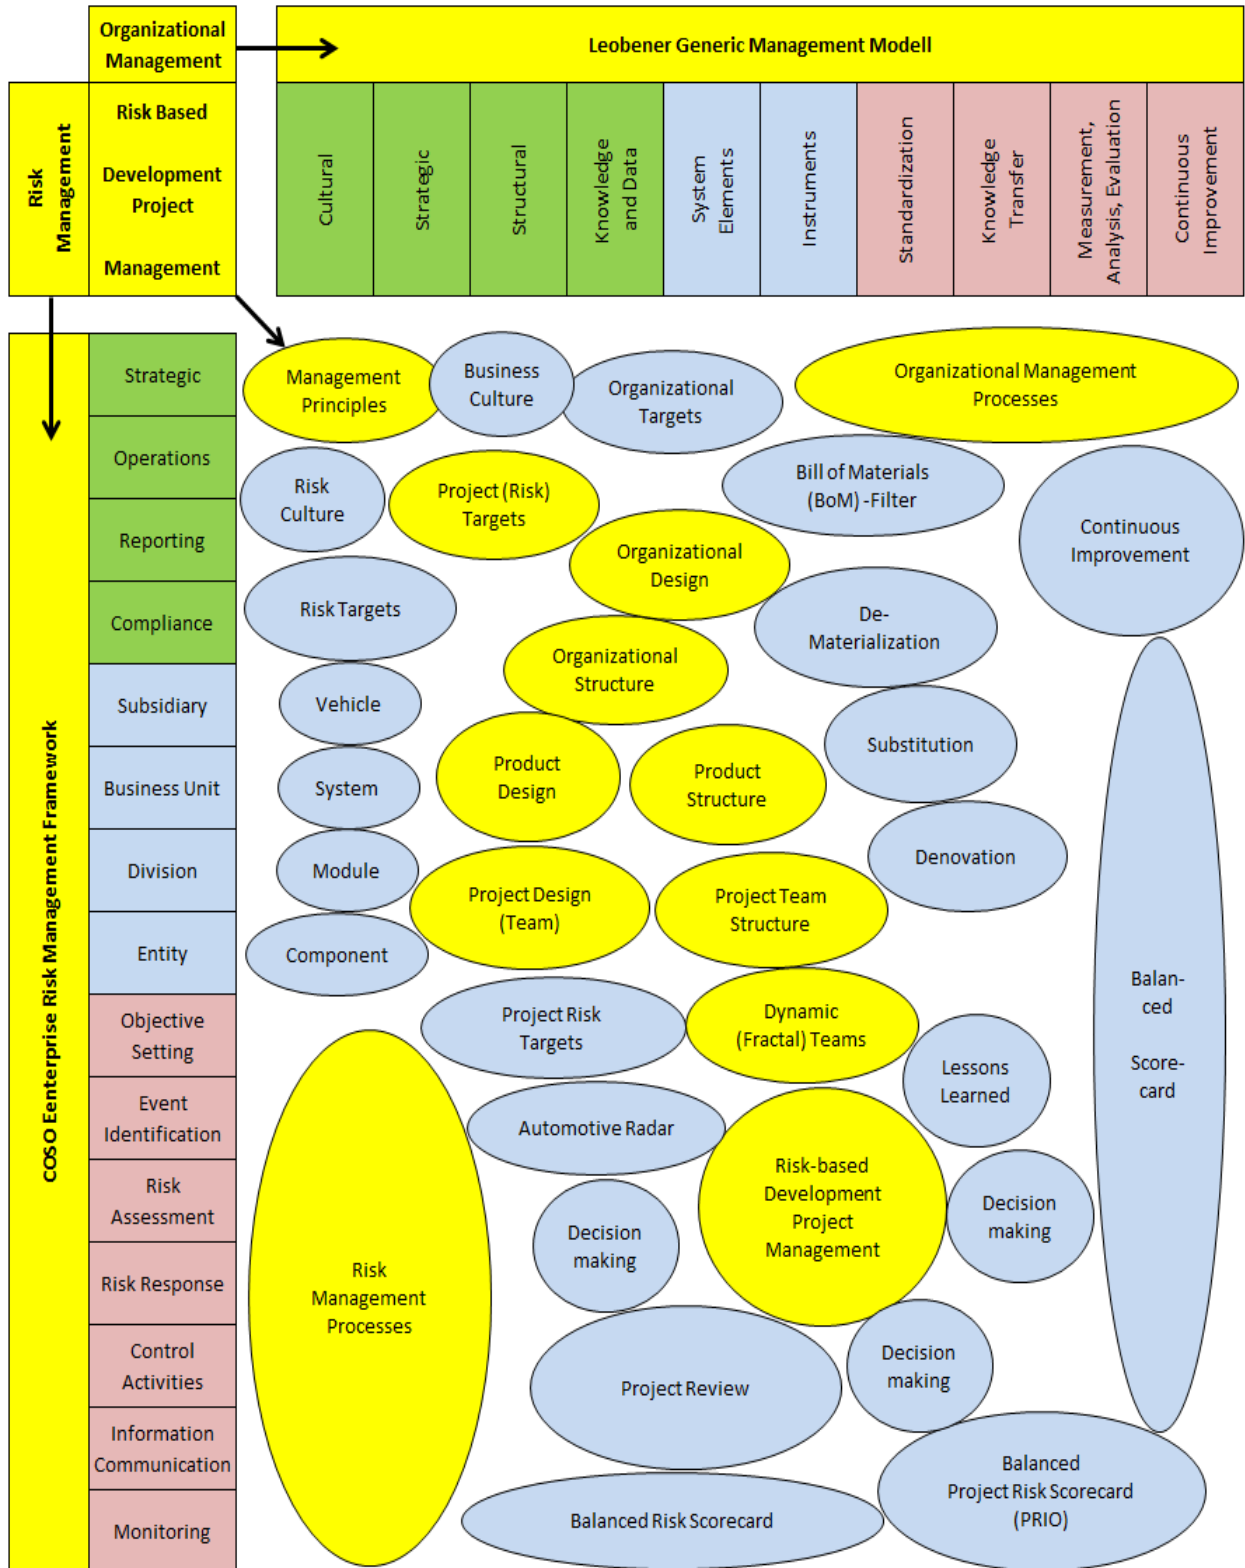 Organizational
Management
Leobener Generic Management Modell
Risk
Management
Risk Based
Development
Project
Management
Cultural
Strategic
Structural
Knowledge
and Data
System
Elements
Instruments
Standardization
Knowledge
Transfer
Measurement,
Analysis, Evaluation
Continuous
Improvement
COSO Eenterprise Risk Management Framework
Strategic
Operations
Reporting
Compliance
Subsidiary
Business Unit
Division
Entity
Objective
Setting
Event
Identification
Risk
Assessment
Risk Response
Control
Activities
Information
Communication
Monitoring
Management
Principles
Business
Culture
Organizational
Targets
Organizational Management
Processes
Risk
Culture
Project (Risk)
Targets
Bill of Materials
(BoM) -Filter
Continuous
Improvement
Organizational
Design
Risk Targets
De-
Materialization
Organizational
Structure
Vehicle
Substitution
Product
Design
Product
Structure
System
Module
Denovation
Project Design
(Team)
Project Team
Structure
Component
Balan-
ced
Score-
card
Project Risk
Targets
Dynamic
(Fractal) Teams
Lessons
Learned
Automotive Radar
Risk-based
Development
Project
Management
Decision
making
Decision
making
Risk
Management
Processes
Decision
making
Project Review
Balanced
Project Risk Scorecard
(PRIO)
Balanced Risk Scorecard